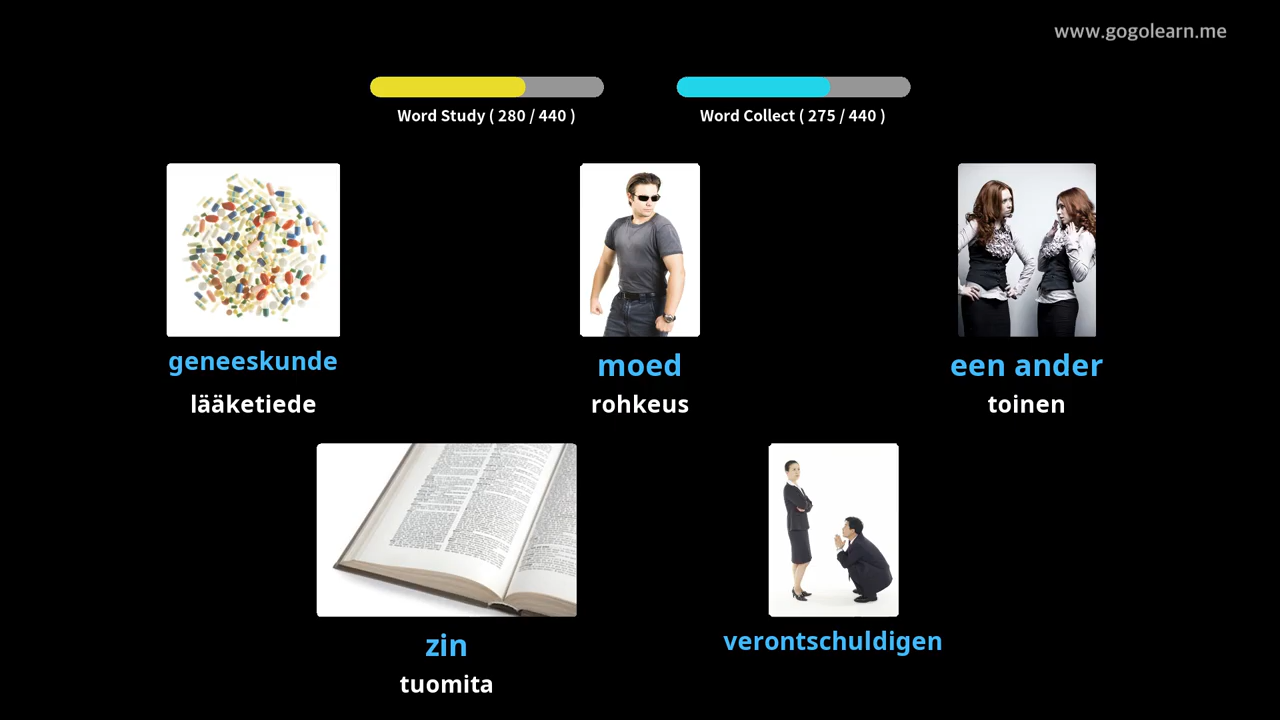 www.gogolearn.me
Word Study ( 280 / 440 )
Word Collect ( 275 / 440 )
geneeskunde
lääketiede
moed
rohkeus
een ander
toinen
zin
tuomita
verontschuldigen